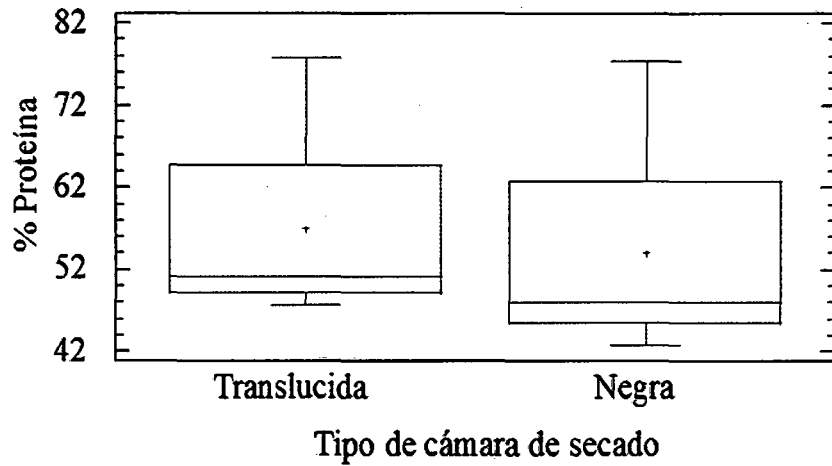 % Proteína
82
72
62
52
42
Translucida Negra
Tipo de cámara de secado